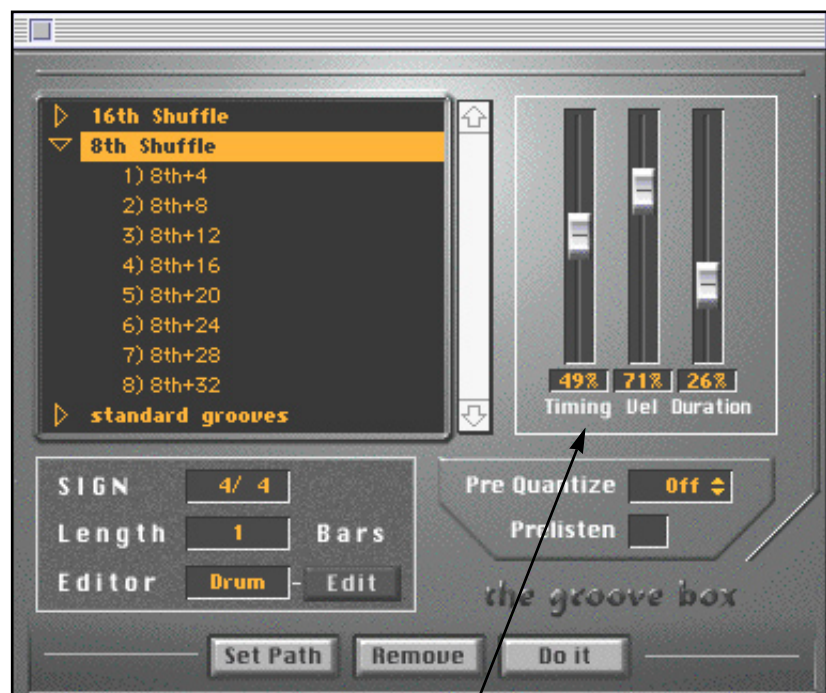 16th Shuffle
8th Shuffle
1) 8th+4
2) 8th+8
3) 8th+12
4) 8th+16
5) 8th+20
6) 8th+24
7) 8th+28
8) 8th+32
standard grooves
49% 71% 26%
Timing Vel Duration
SIGN 4/ 4
Length 1 Bars
Editor Drum - Edit
Pre Quantize Off
Prelisten
the groove box
Set Path Remove Do it